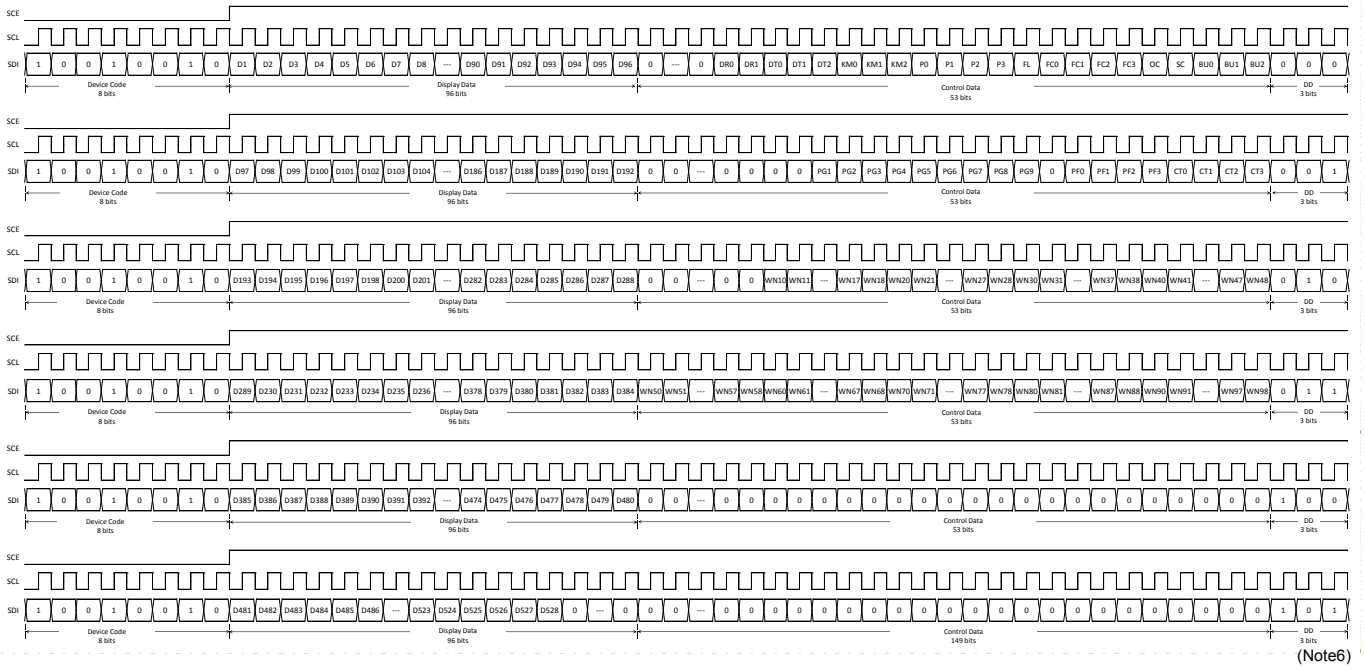 SCE
SCL
SDI 1 0 0 1 0 0 1 0 D1 D2 D3 D4 D5 D6 D7 D8 --- D90 D91 D92 D93 D94 D95 D96 0 --- 0 DR0 DR1 DT0 DT1 DT2 KM0 KM1 KM2 P0 P1 P2 P3 FL FC0 FC1 FC2 FC3 OC SC BU0 BU1 BU2 0 0 0
Device Code Display Data Control Data DD
8 bits 96 bits 53 bits 3 bits
SCE
SCL
SDI 1 0 0 1 0 0 1 0 D97 D98 D99 D100 D101 D102 D103 D104 --- D186 D187 D188 D189 D190 D191 D192 0 0 --- 0 0 0 0 PG1 PG2 PG3 PG4 PG5 PG6 PG7 PG8 PG9 0 PF0 PF1 PF2 PF3 CT0 CT1 CT2 CT3 0 0 1
Device Code Display Data Control Data DD
8 bits 96 bits 53 bits 3 bits
SCE
SCL
SDI 1 0 0 1 0 0 1 0 D193 D194 D195 D196 D197 D198 D200 D201 --- D282 D283 D284 D285 D286 D287 D288 0 0 --- 0 0 WN10 WN11 --- WN17 WN18 WN20 WN21 --- WN27 WN28 WN30 WN31 --- WN37 WN38 WN40 WN41 --- WN47 WN48 0 1 0
Device Code Display Data Control Data DD
8 bits 96 bits 53 bits 3 bits
SCE
SCL
SDI 1 0 0 1 0 0 1 0 D289 D230 D231 D232 D233 D234 D235 D236 --- D378 D379 D380 D381 D382 D383 D384 WN50 WN51 --- WN57 WN58 WN60 WN61 --- WN67 WN68 WN70 WN71 --- WN77 WN78 WN80 WN81 --- WN87 WN88 WN90 WN91 --- WN97 WN98 0 1 1
Device Code Display Data Control Data DD
8 bits 96 bits 53 bits 3 bits
SCE
SCL
SDI 1 0 0 1 0 0 1 0 D385 D386 D387 D388 D389 D390 D391 D392 --- D474 D475 D476 D477 D478 D479 D480 0 0 --- 0 0 0 0 0 0 0 0 0 0 0 0 0 0 0 0 0 0 0 0 0 0 1 0 0
Device Code Display Data Control Data DD
8 bits 96 bits 53 bits 3 bits
SCE
SCL
SDI 1 0 0 1 0 0 1 0 D481 D482 D483 D484 D485 D486 --- D523 D524 D525 D526 D527 D528 0 --- 0 0 0 --- 0 0 0 0 0 0 0 0 0 0 0 0 0 0 0 0 0 0 0 0 0 0 1 0 1
Device Code Display Data Control Data DD
8 bits 96 bits 149 bits 3 bits
(Note6)